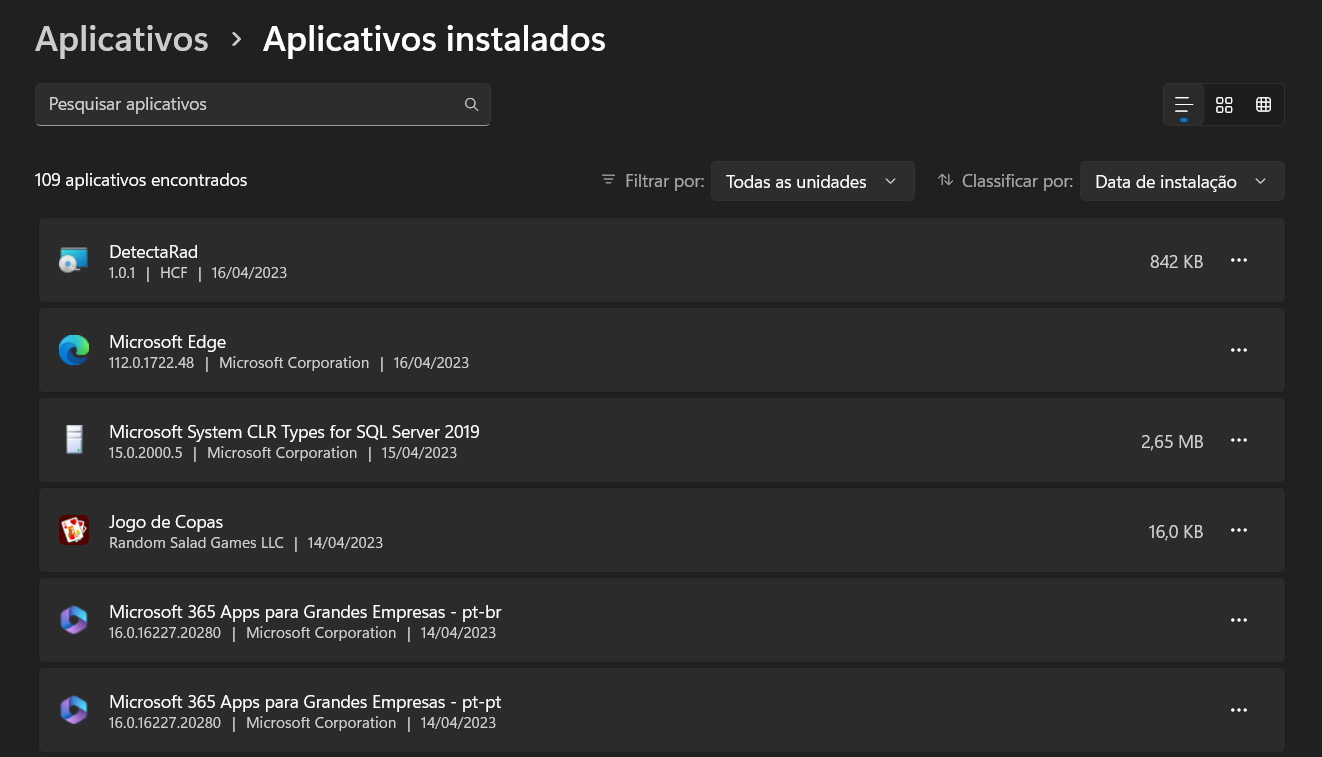 Aplicativos > Aplicativos instalados
Pesquisar aplicativos
109 aplicativos encontrados Filtrar por: Todas as unidades Classificar por: Data de instalação
DetectaRad
1.0.1 | HCF | 16/04/2023
842 KB
Microsoft Edge
112.0.1722.48 | Microsoft Corporation | 16/04/2023
Microsoft System CLR Types for SQL Server 2019
15.0.2000.5 | Microsoft Corporation | 15/04/2023
2,65 MB
Jogo de Copas
Random Salad Games LLC | 14/04/2023
16,0 KB
Microsoft 365 Apps para Grandes Empresas - pt-br
16.0.16227.20280 | Microsoft Corporation | 14/04/2023
Microsoft 365 Apps para Grandes Empresas - pt-pt
16.0.16227.20280 | Microsoft Corporation | 14/04/2023